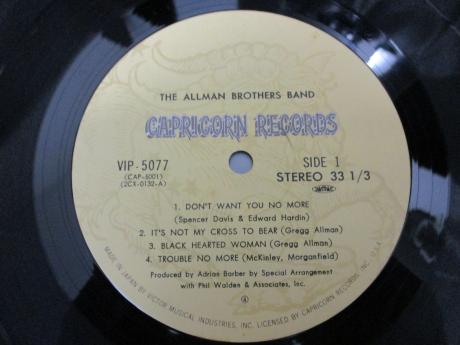 THE ALLMAN BROTHERS BAND
CAPRICORN RECORDS
VIP-5077
(CAP-5001)
(2CX-0132-A)
SIDE 1
STEREO 33 1/3
1. DON'T WANT YOU NO MORE
(Spencer Davis & Edward Hardin)
2. IT'S NOT MY CROSS TO BEAR (Gregg Allman)
3. BLACK HEARTED WOMAN (Gregg Allman)
4. TROUBLE NO MORE (McKinley, Morganfield)
Produced by Adrian Barber by Special Arrangement
with Phil Walden & Associates, Inc.
④
MADE IN JAPAN BY VICTOR MUSICAL INDUSTRIES, INC. LICENSED BY CAPRICORN RECORDS INC., U.S.A.